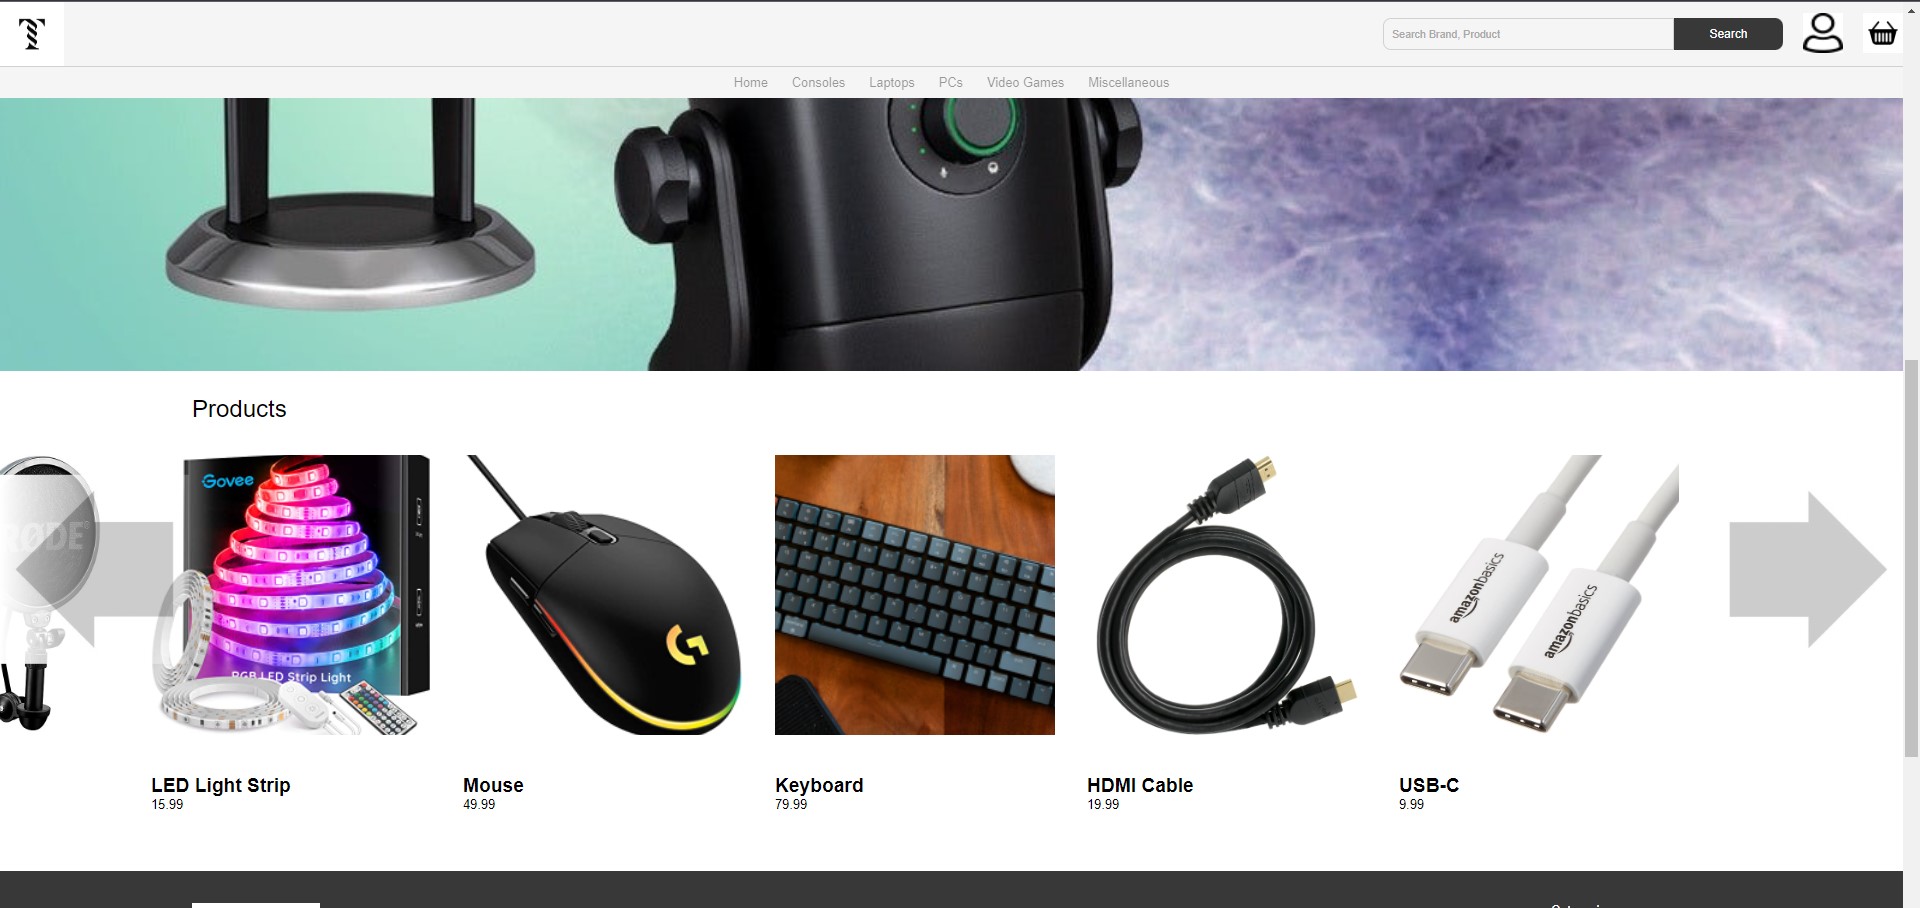 Search Brand, Product
Search
Home Consoles Laptops PCs Video Games Miscellaneous
Products
RØDE
Govee
RGB LED Strip Light
amazonbasics
amazonbasics
LED Light Strip
15.99
Mouse
49.99
Keyboard
79.99
HDMI Cable
19.99
USB-C
9.99